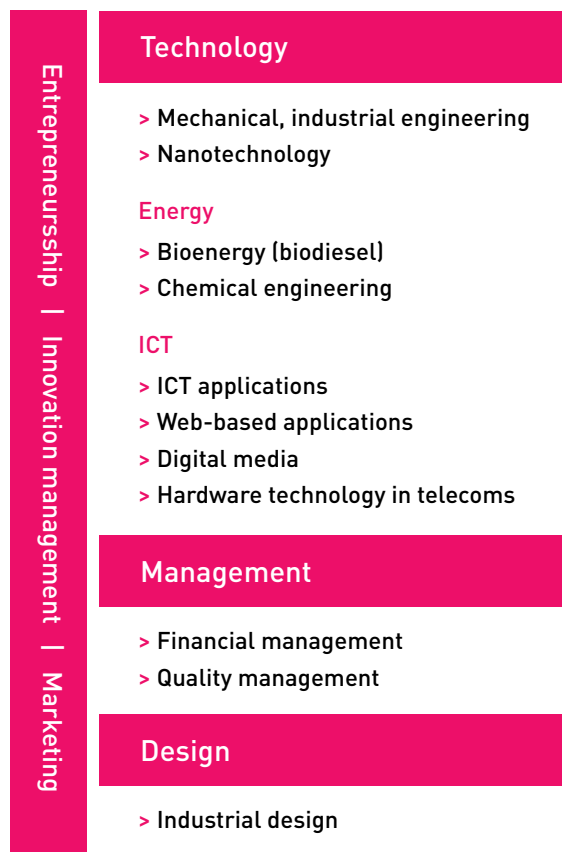 Entrepreneursship | Innovation management | Marketing
Technology
> Mechanical, industrial engineering
> Nanotechnology
Energy
> Bioenergy (biodiesel)
> Chemical engineering
ICT
> ICT applications
> Web-based applications
> Digital media
> Hardware technology in telecoms
Management
> Financial management
> Quality management
Design
> Industrial design